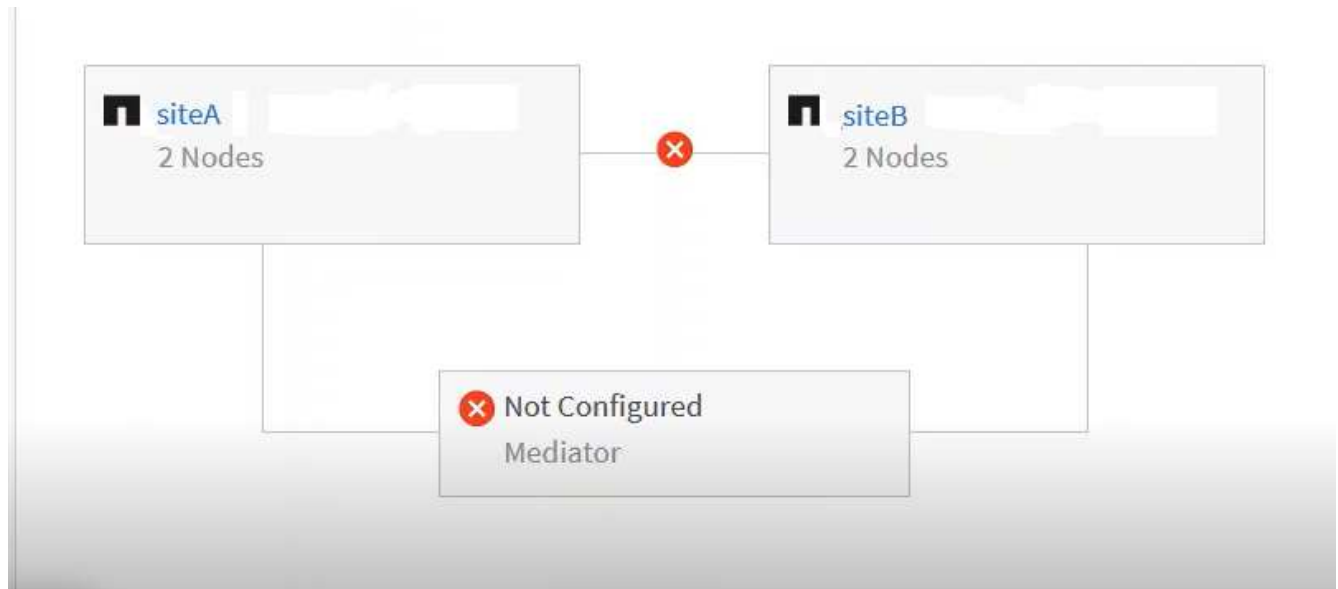 siteA
2 Nodes
siteB
2 Nodes
Not Configured
Mediator